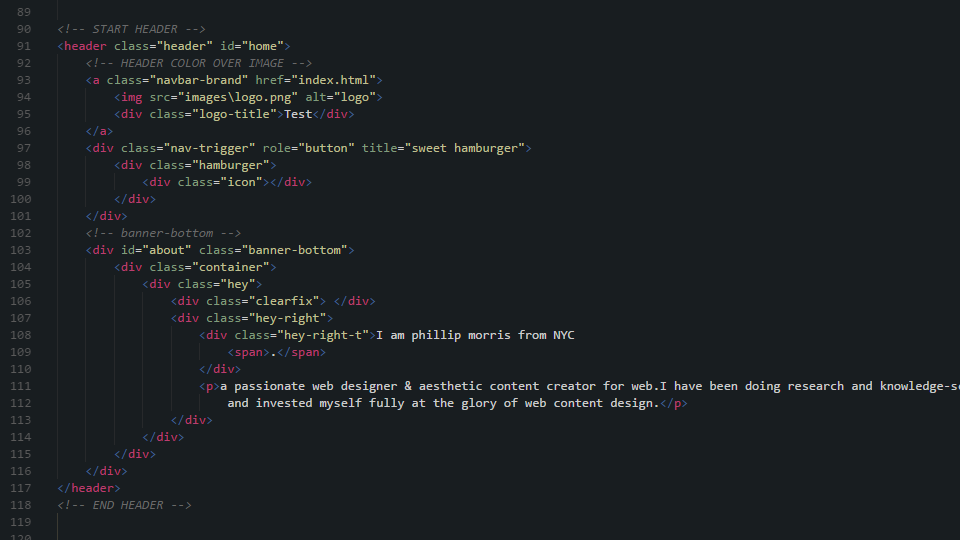 89
90 <!-- START HEADER -->
91 <header class="header" id="home">
92 <!-- HEADER COLOR OVER IMAGE -->
93 <a class="navbar-brand" href="index.html">
94 <img src="images\logo.png" alt="logo">
95 <div class="logo-title">Test</div>
96 </a>
97 <div class="nav-trigger" role="button" title="sweet hamburger">
98 <div class="hamburger">
99 <div class="icon"></div>
100 </div>
101 </div>
102 <!-- banner-bottom -->
103 <div id="about" class="banner-bottom">
104 <div class="container">
105 <div class="hey">
106 <div class="clearfix"> </div>
107 <div class="hey-right">
108 <div class="hey-right-t">I am phillip morris from NYC
109 <span>.</span>
110 </div>
111 <p>a passionate web designer & aesthetic content creator for web.I have been doing research and knowledge-s
112 and invested myself fully at the glory of web content design.</p>
113 </div>
114 </div>
115 </div>
116 </div>
117 </header>
118 <!-- END HEADER -->
119
120